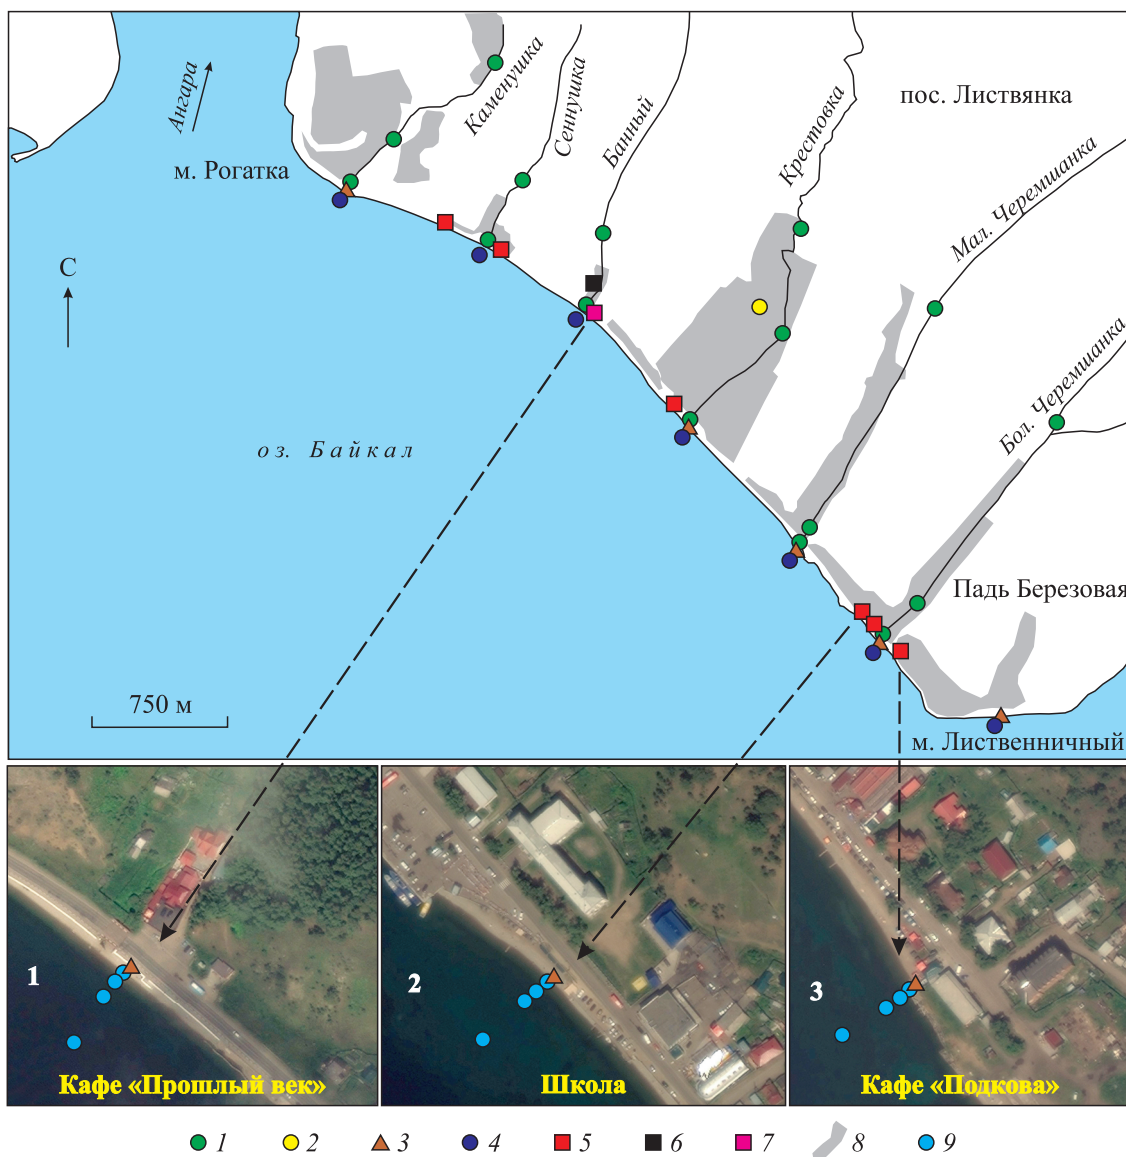 Ангара
Каменушка
Сеннушка
Банный
Крестовка
пос. Листвянка
Мал. Черемшанка
м. Рогатка
С
Бол. Черемшанка
оз. Байкал
Падь Березовая
750 м
м. Лиственничный
1
2
3
Кафе «Прошлый век»
Школа
Кафе «Подкова»
1 2 3 4 5 6 7 8 9